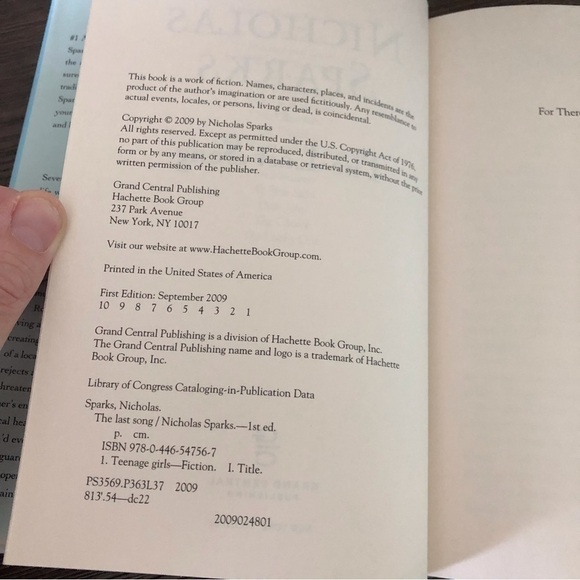 This book is a work of fiction. Names, characters, places, and incidents are the
product of the author's imagination or are used fictitiously. Any resemblance to
actual events, locales, or persons, living or dead, is coincidental.
Copyright © 2009 by Nicholas Sparks
All rights reserved. Except as permitted under the U.S. Copyright Act of 1976,
no part of this publication may be reproduced, distributed, or transmitted in any
form or by any means, or stored in a database or retrieval system, without the prior
written permission of the publisher.
Grand Central Publishing
Hachette Book Group
237 Park Avenue
New York, NY 10017
Visit our website at www.HachetteBookGroup.com.
Printed in the United States of America
First Edition: September 2009
10 9 8 7 6 5 4 3 2 1
Grand Central Publishing is a division of Hachette Book Group, Inc.
The Grand Central Publishing name and logo is a trademark of Hachette
Book Group, Inc.
Library of Congress Cataloging-in-Publication Data
Sparks, Nicholas.
The last song / Nicholas Sparks.—1st ed.
p. cm.
ISBN 978-0-446-54756-7
1. Teenage girls—Fiction. I. Title.
PS3569.P363L37 2009
813'.54—dc22
2009024801
For